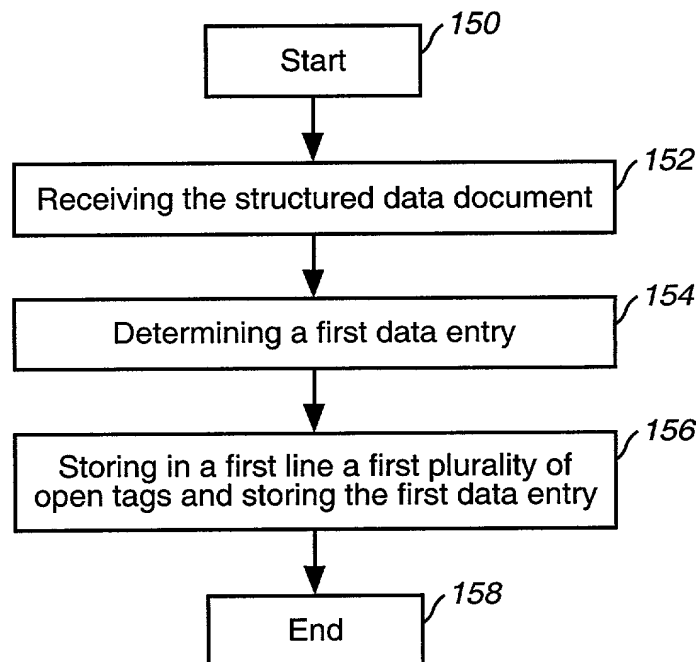 150
Start
152
Receiving the structured data document
154
Determining a first data entry
156
Storing in a first line a first plurality of
open tags and storing the first data entry
158
End